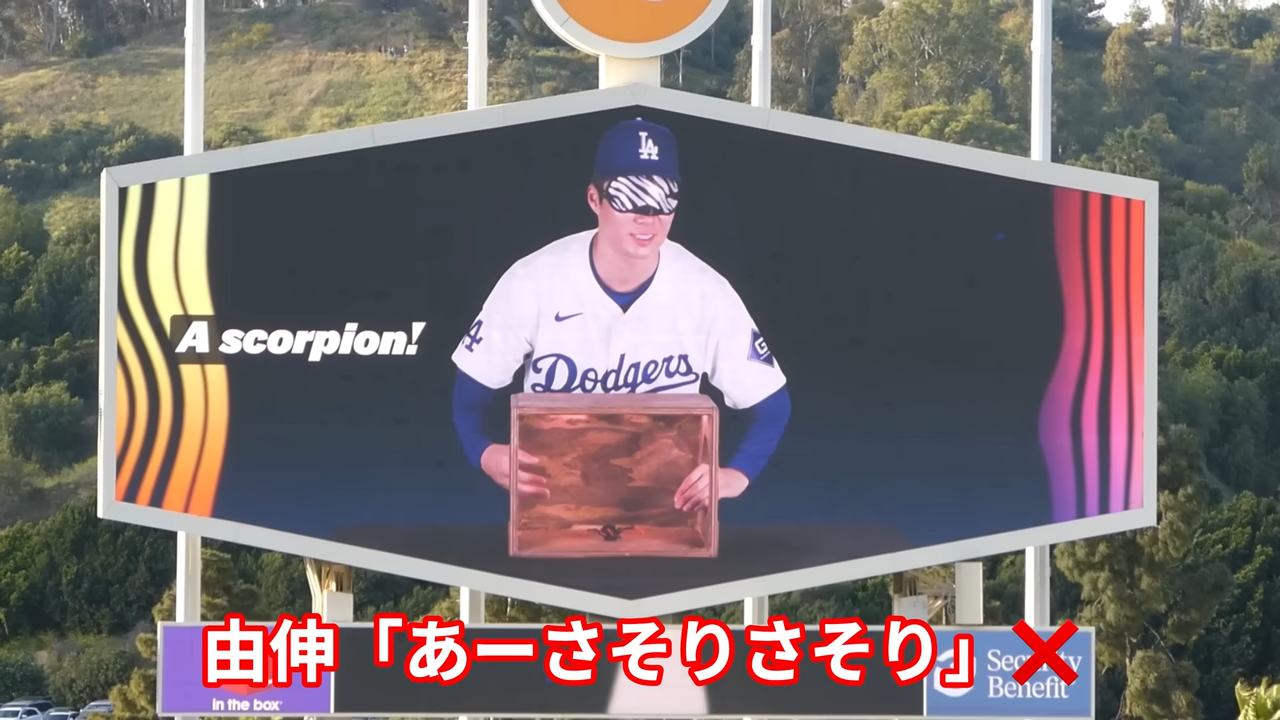 LA
A scorpion!
Dodgers
in the box
Security
Benefit
由伸「あーさそりさそり」❌